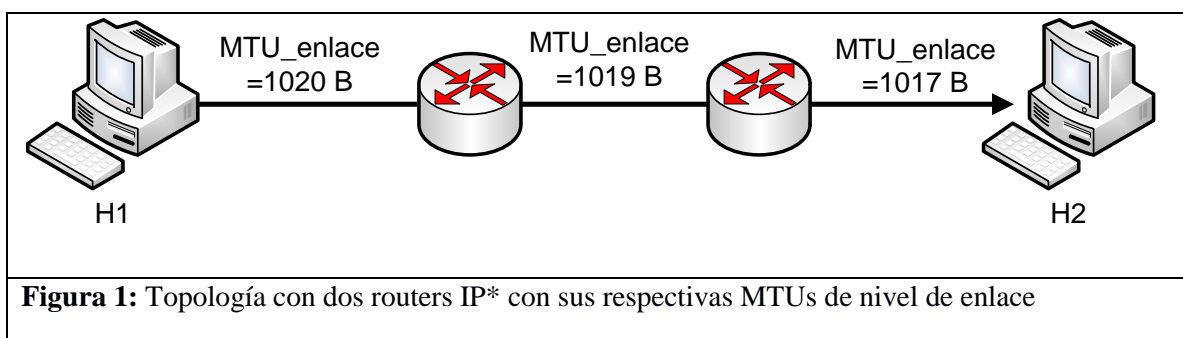 MTU_enlace
=1020 B
MTU_enlace
=1019 B
MTU_enlace
=1017 B
H1
H2
Figura 1: Topología con dos routers IP* con sus respectivas MTUs de nivel de enlace